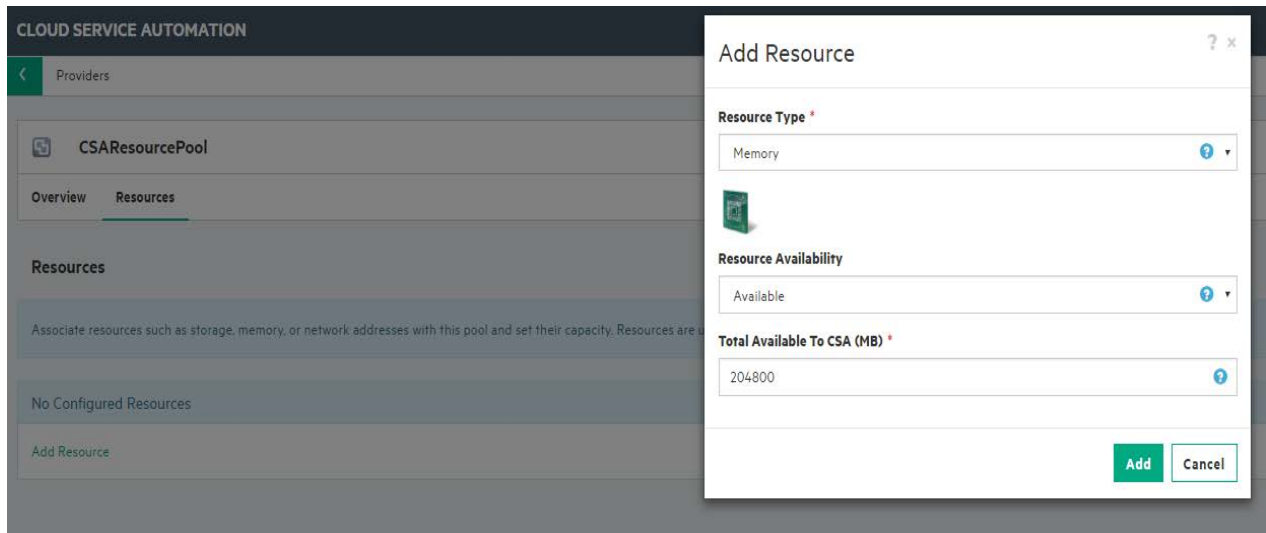 CLOUD SERVICE AUTOMATION
Providers
CSAResourcePool
Overview Resources
Resources
Associate resources such as storage, memory, or network addresses with this pool and set their capacity. Resources are
No Configured Resources
Add Resource
Add Resource
? ×
Resource Type *
Memory
?
Resource Availability
Available
?
Total Available To CSA (MB) *
204800
?
Add Cancel